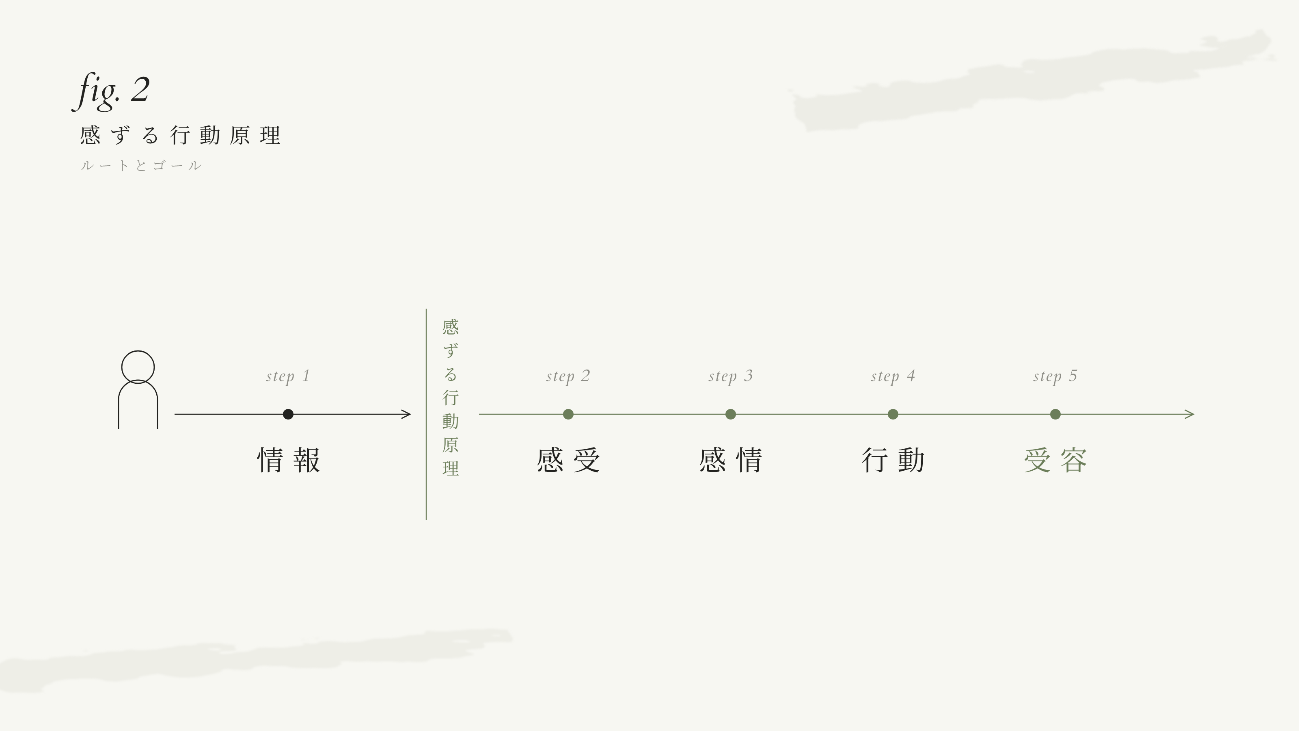 fig. 2
感ずる行動原理
ルートとゴール
step 1
情報
感ずる行動原理
step 2
感受
step 3
感情
step 4
行動
step 5
受容